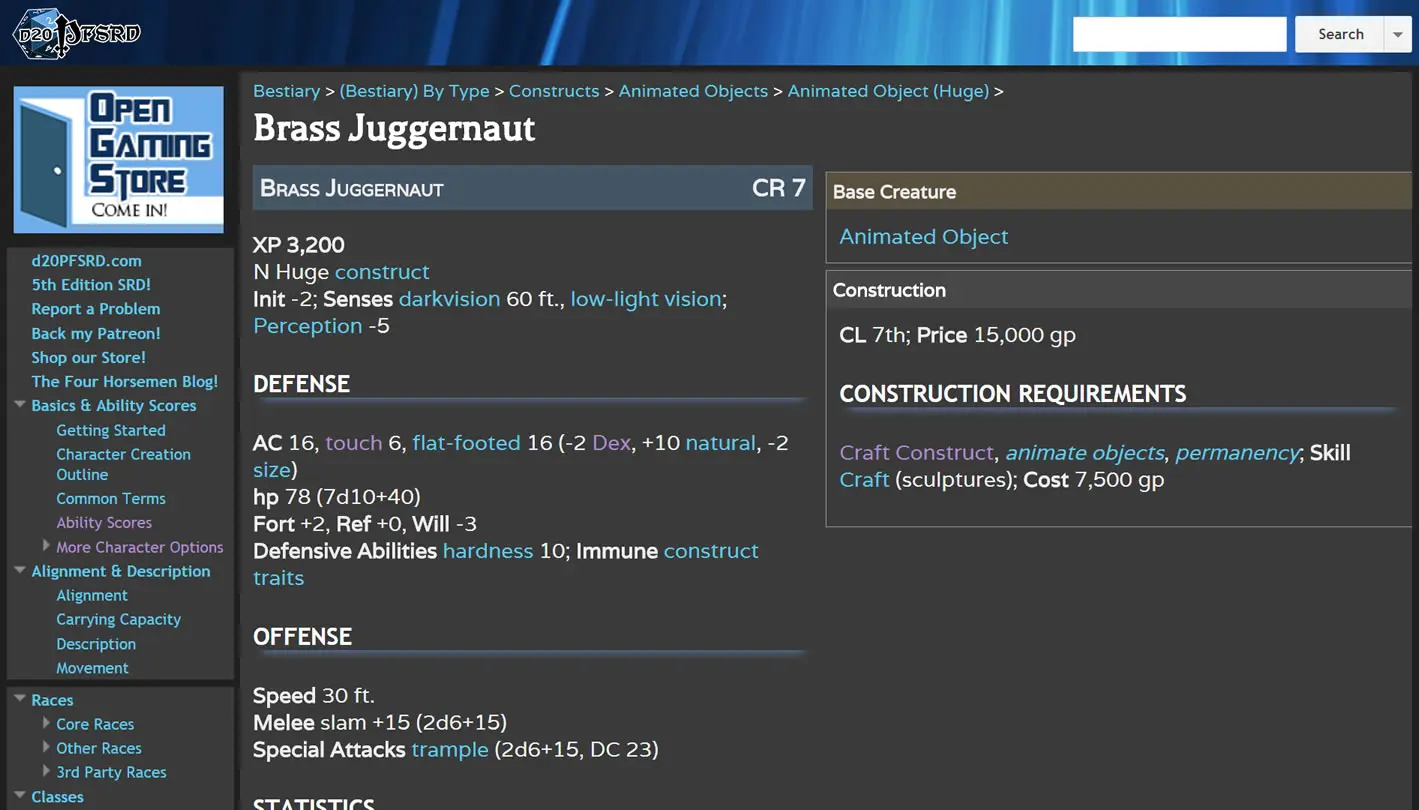 D20 PFSRD
Search
OPEN
GAMING
STORE
COME IN!
d20PFSRD.com
5th Edition SRD!
Report a Problem
Back my Patreon!
Shop our Store!
The Four Horsemen Blog!
Basics & Ability Scores
Getting Started
Character Creation
Outline
Common Terms
Ability Scores
More Character Options
Alignment & Description
Alignment
Carrying Capacity
Description
Movement
Races
Core Races
Other Races
3rd Party Races
Classes
Bestiary > (Bestiary) By Type > Constructs > Animated Objects > Animated Object (Huge) >
Brass Juggernaut
Brass Juggernaut CR 7
XP 3,200
N Huge construct
Init -2; Senses darkvision 60 ft., low-light vision;
Perception -5
DEFENSE
AC 16, touch 6, flat-footed 16 (-2 Dex, +10 natural, -2
size)
hp 78 (7d10+40)
Fort +2, Ref +0, Will -3
Defensive Abilities hardness 10; Immune construct
traits
OFFENSE
Speed 30 ft.
Melee slam +15 (2d6+15)
Special Attacks trample (2d6+15, DC 23)
STATISTICS
Base Creature
Animated Object
Construction
CL 7th; Price 15,000 gp
CONSTRUCTION REQUIREMENTS
Craft Construct, animate objects, permanency; Skill
Craft (sculptures); Cost 7,500 gp